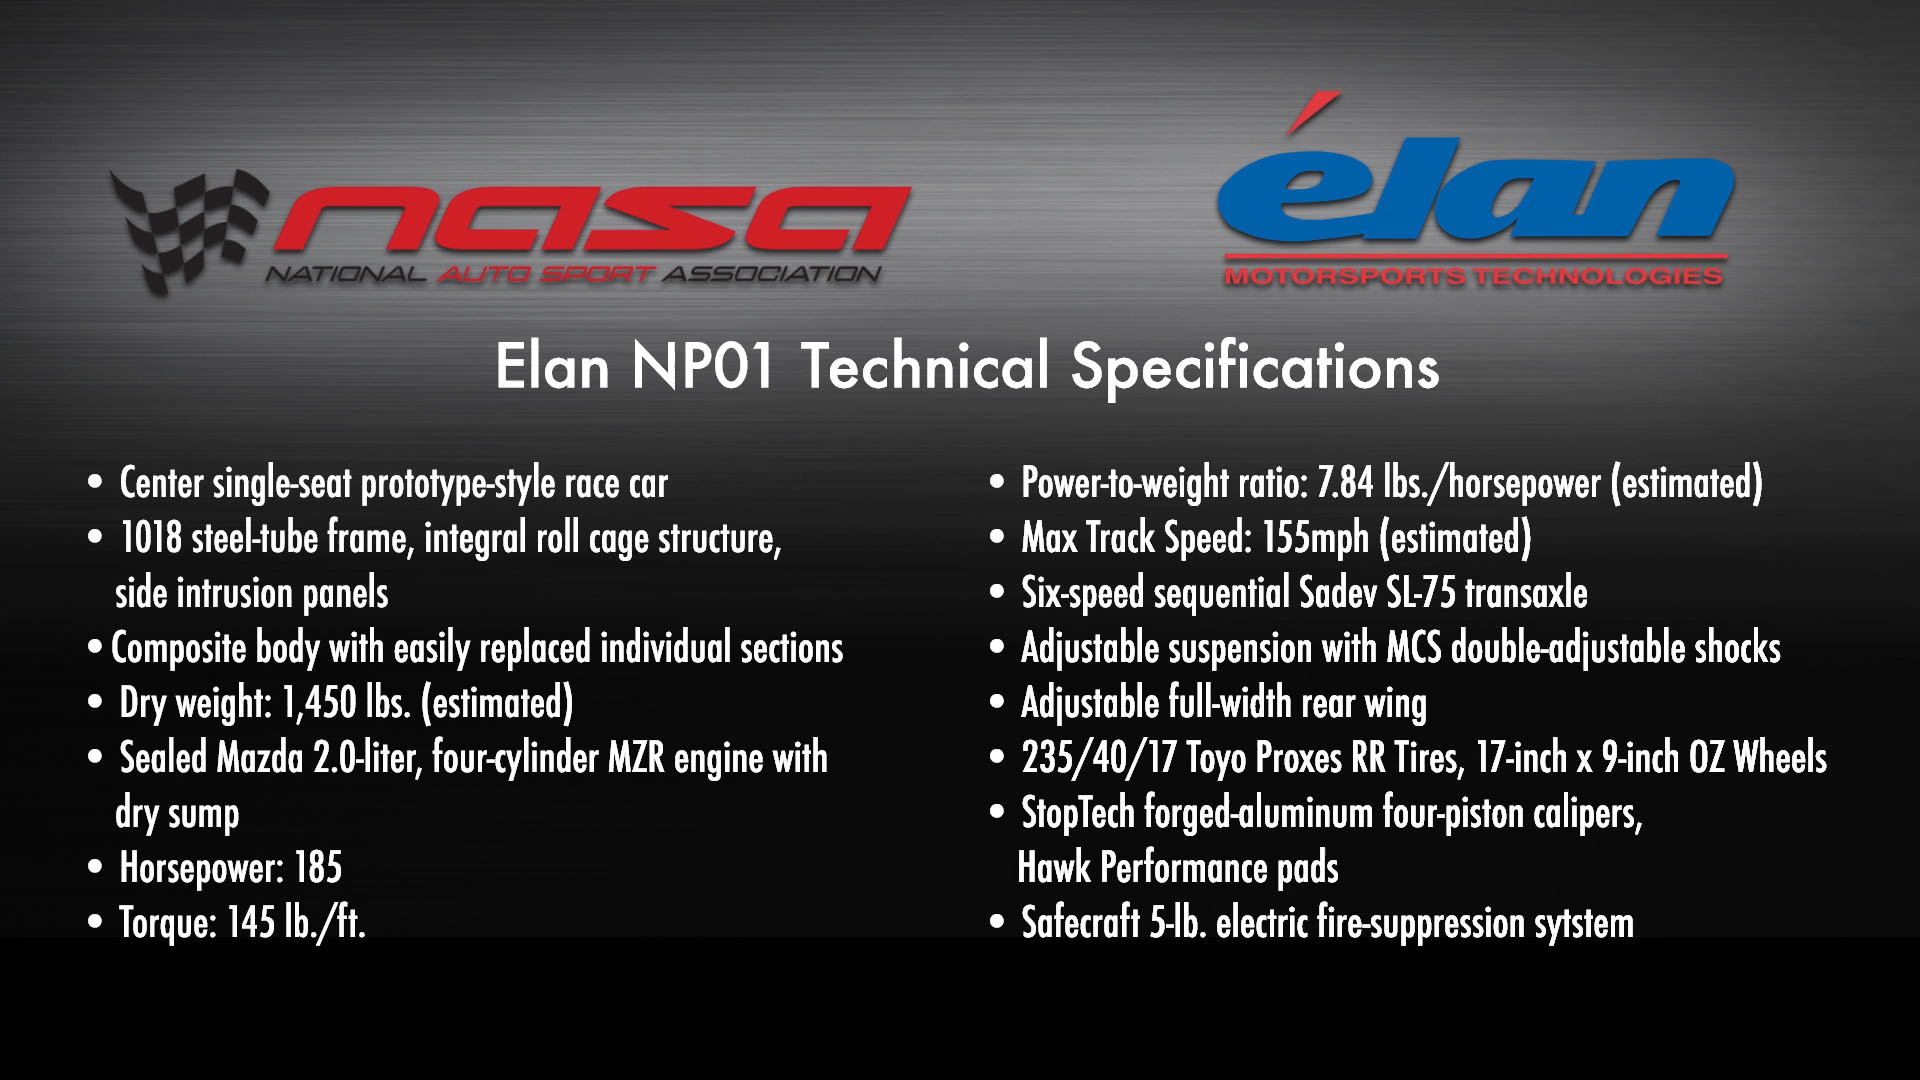 nasa
NATIONAL AUTO SPORT ASSOCIATION
élan
MOTORSPORTS TECHNOLOGIES
Elan NP01 Technical Specifications
• Center single-seat prototype-style race car
• 1018 steel-tube frame, integral roll cage structure,
side intrusion panels
• Composite body with easily replaced individual sections
• Dry weight: 1,450 lbs. (estimated)
• Sealed Mazda 2.0-liter, four-cylinder MZR engine with
dry sump
• Horsepower: 185
• Torque: 145 lb./ft.
• Power-to-weight ratio: 7.84 lbs./horsepower (estimated)
• Max Track Speed: 155mph (estimated)
• Six-speed sequential Sadev SL-75 transaxle
• Adjustable suspension with MCS double-adjustable shocks
• Adjustable full-width rear wing
• 235/40/17 Toyo Proxes RR Tires, 17-inch x 9-inch OZ Wheels
• StopTech forged-aluminum four-piston calipers,
Hawk Performance pads
• Safecraft 5-lb. electric fire-suppression sytstem